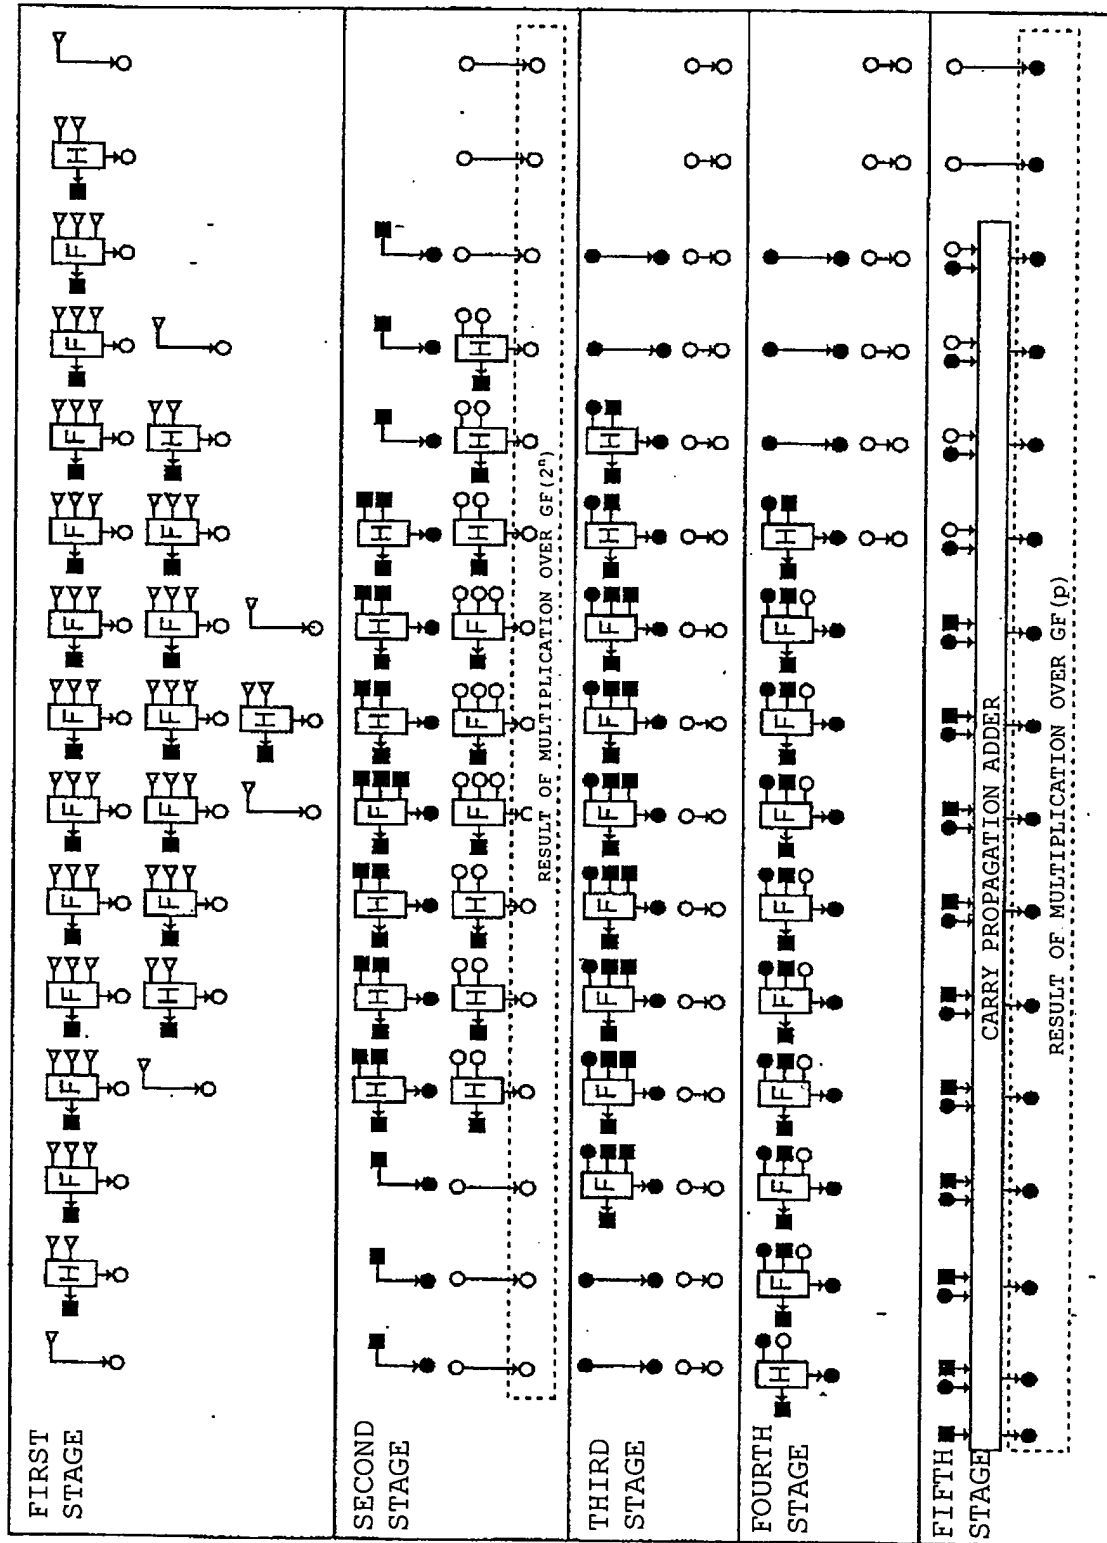 FIRST
STAGE
H F F F F F F F F F F F H
H F F F F F H
H
SECOND
STAGE
H H H F H H H
H H H F F F H H H
RESULT OF MULTIPLICATION OVER GF(2ⁿ)
THIRD
STAGE
F F F F F F F H H
FOURTH
STAGE
H F F F F F F F F H
FIFTH
STAGE
CARRY PROPAGATION ADDER
RESULT OF MULTIPLICATION OVER GF(p)